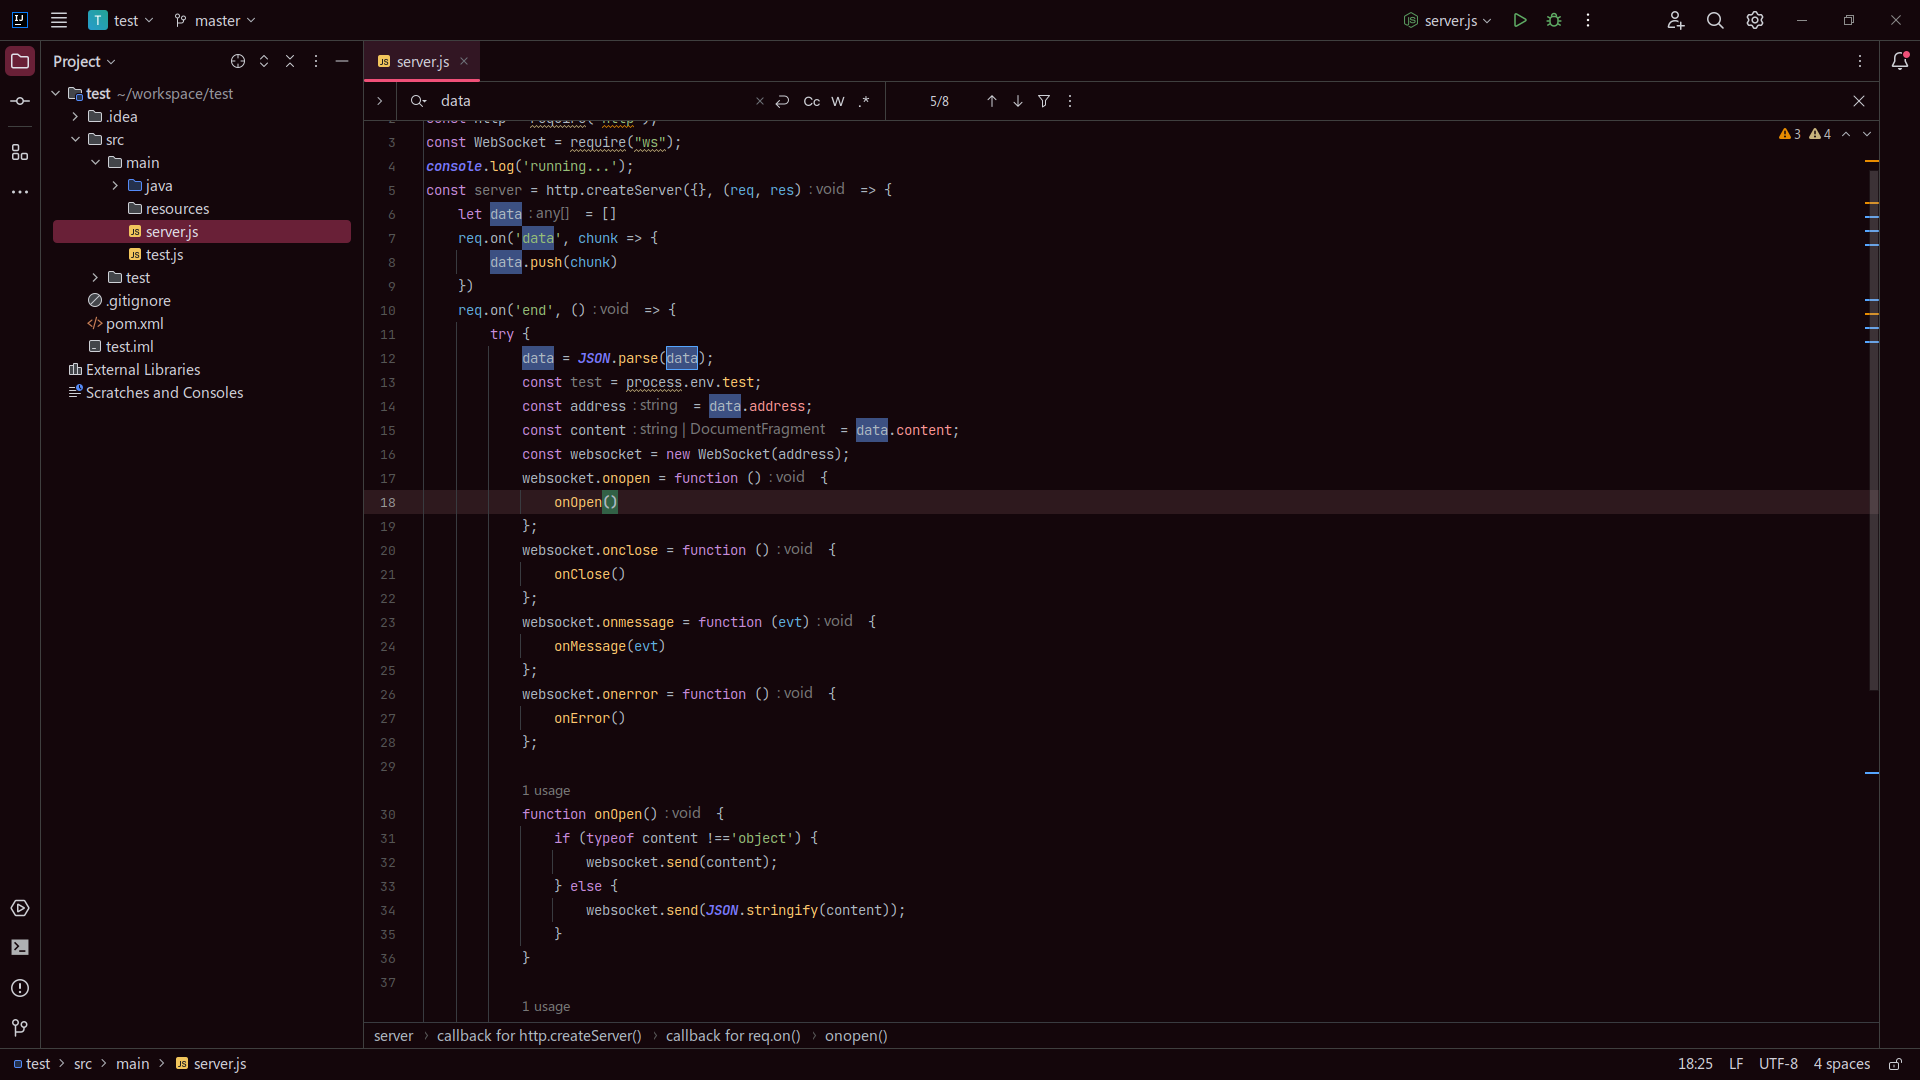 test
master
server.js
Project
server.js
test ~/workspace/test
.idea
src
main
java
resources
server.js
test.js
test
.gitignore
pom.xml
test.iml
External Libraries
Scratches and Consoles
data
Cc W .*
5/8
3 4
2 const http = require("http");
3 const WebSocket = require("ws");
4 console.log('running...');
5 const server = http.createServer({}, (req, res) : void => {
6 let data : any[] = []
7 req.on('data', chunk => {
8 data.push(chunk)
9 })
10 req.on('end', () : void => {
11 try {
12 data = JSON.parse(data);
13 const test = process.env.test;
14 const address : string = data.address;
15 const content : string | DocumentFragment = data.content;
16 const websocket = new WebSocket(address);
17 websocket.onopen = function () : void {
18 onOpen()
19 };
20 websocket.onclose = function () : void {
21 onClose()
22 };
23 websocket.onmessage = function (evt) : void {
24 onMessage(evt)
25 };
26 websocket.onerror = function () : void {
27 onError()
28 };
29
1 usage
30 function onOpen() : void {
31 if (typeof content !=='object') {
32 websocket.send(content);
33 } else {
34 websocket.send(JSON.stringify(content));
35 }
36 }
37
1 usage
server › callback for http.createServer() › callback for req.on() › onopen()
test > src > main > server.js
18:25 LF UTF-8 4 spaces